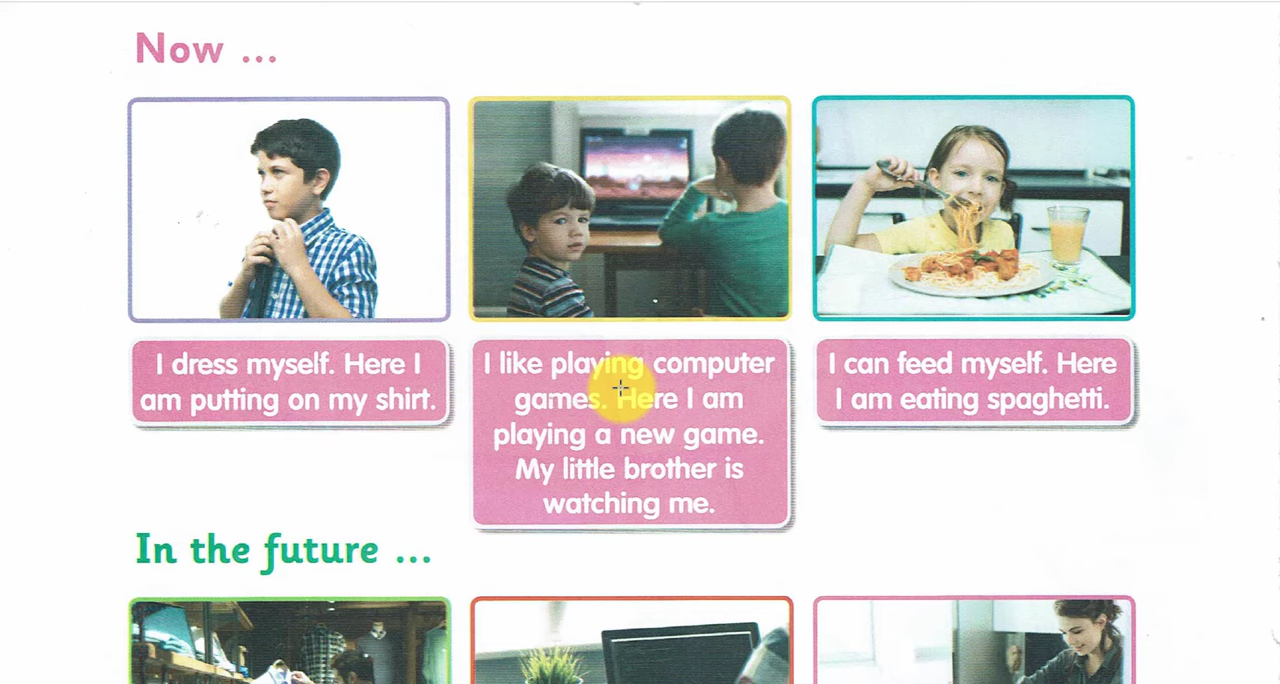 Now ...
I dress myself. Here I
am putting on my shirt.
I like playing computer
games. Here I am
playing a new game.
My little brother is
watching me.
I can feed myself. Here
I am eating spaghetti.
In the future ...